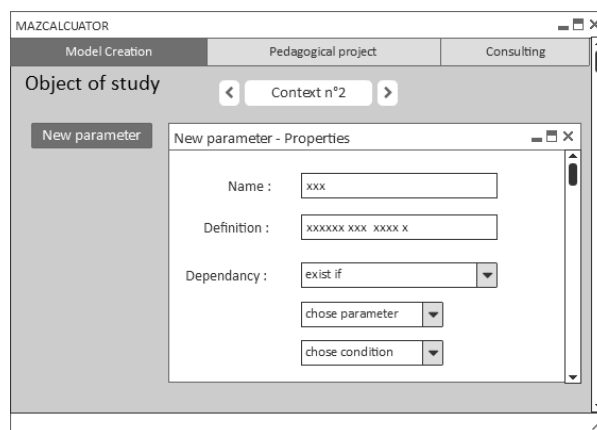 MAZCALCUATOR
Model Creation Pedagogical project Consulting
Object of study
Context n°2
New parameter
New parameter - Properties
Name : xxx
Definition : xxxxxx xxx xxxx x
Dependancy : exist if
chose parameter
chose condition